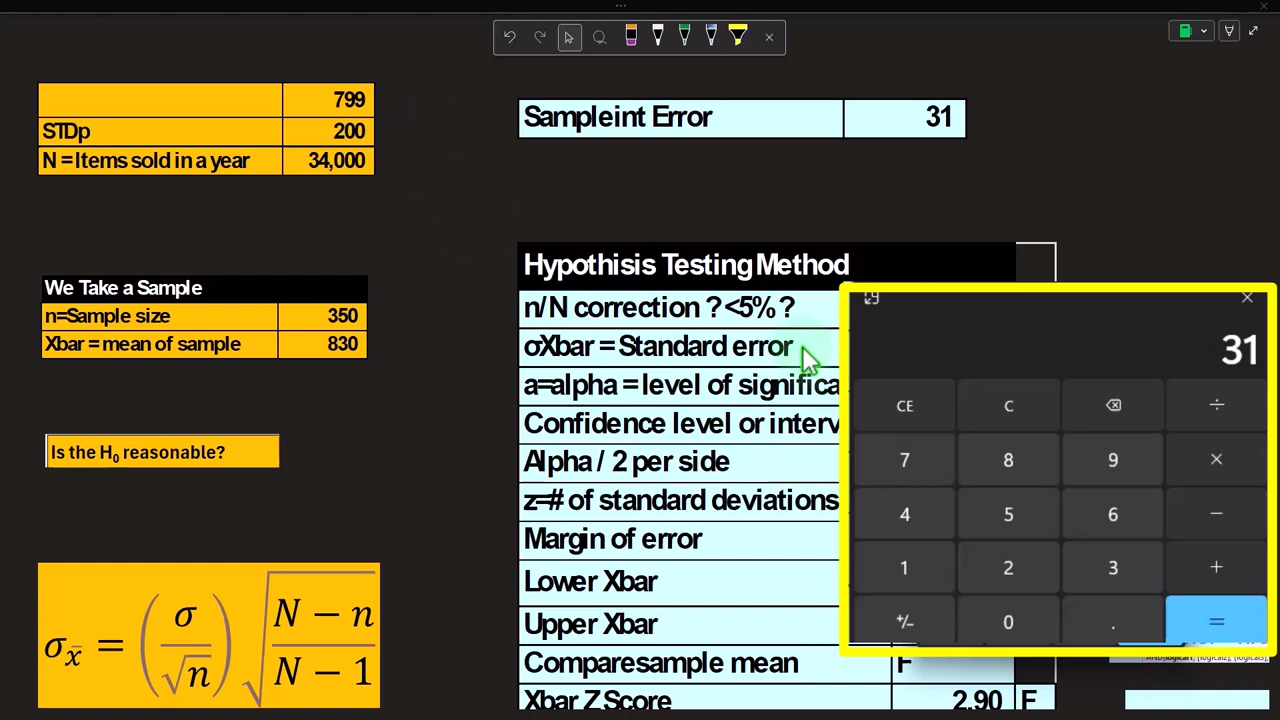 799
STDp 200
N = Items sold in a year 34,000
Sampleint Error 31
We Take a Sample
n=Sample size 350
Xbar = mean of sample 830
Is the H₀ reasonable?
σx̄ = (σ/√n) √(N − n / N − 1)
Hypothisis Testing Method
n/N correction ?<5% ?
σXbar = Standard error
a=alpha = level of significa
Confidence level or interv
Alpha / 2 per side
z=# of standard deviations
Margin of error
Lower Xbar
Upper Xbar
Comparesample mean F
Xbar Z Score 2.90 F
31
CE C ÷
7 8 9 ×
4 5 6 −
1 2 3 +
+/− 0 . =